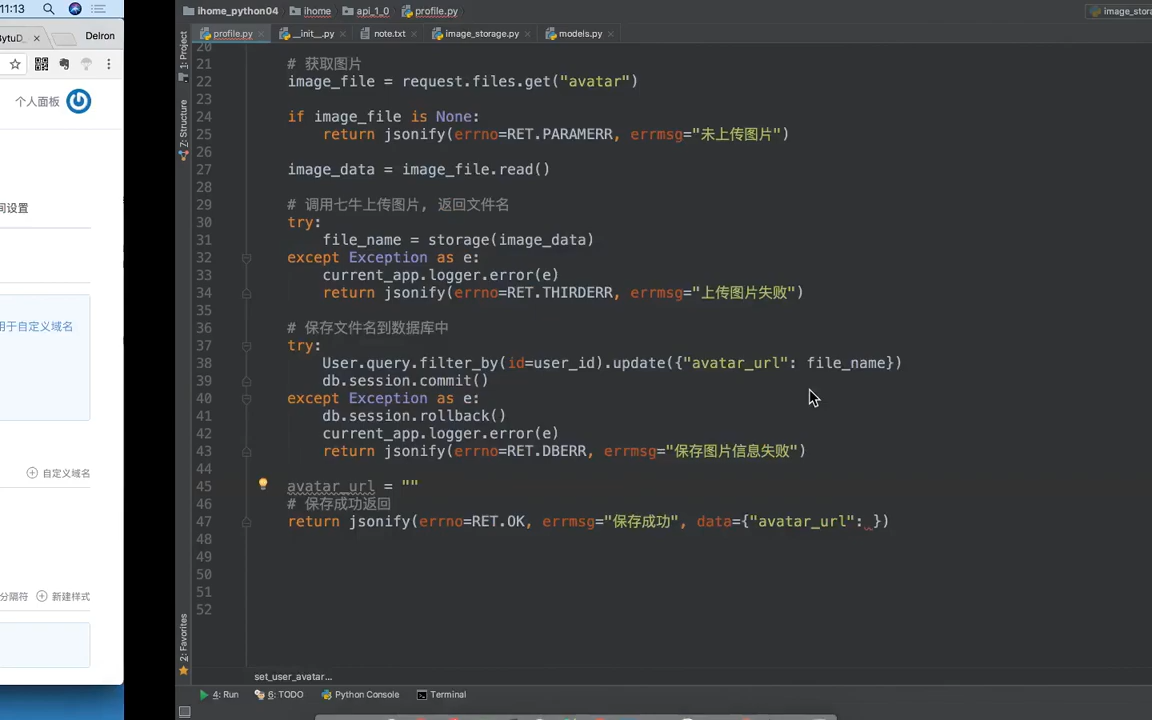 11:13
BytuD_
Delron
个人面板
间设置
用于自定义域名
自定义域名
分隔符
新建样式
ihome_python04 ihome api_1_0 profile.py
image_stora
profile.py __init__.py note.txt image_storage.py models.py
1: Project
7: Structure
2: Favorites
20
21 # 获取图片
22 image_file = request.files.get("avatar")
23
24 if image_file is None:
25 return jsonify(errno=RET.PARAMERR, errmsg="未上传图片")
26
27 image_data = image_file.read()
28
29 # 调用七牛上传图片, 返回文件名
30 try:
31 file_name = storage(image_data)
32 except Exception as e:
33 current_app.logger.error(e)
34 return jsonify(errno=RET.THIRDERR, errmsg="上传图片失败")
35
36 # 保存文件名到数据库中
37 try:
38 User.query.filter_by(id=user_id).update({"avatar_url": file_name})
39 db.session.commit()
40 except Exception as e:
41 db.session.rollback()
42 current_app.logger.error(e)
43 return jsonify(errno=RET.DBERR, errmsg="保存图片信息失败")
44
45 avatar_url = ""
46 # 保存成功返回
47 return jsonify(errno=RET.OK, errmsg="保存成功", data={"avatar_url": })
48
49
50
51
52
set_user_avatar...
4: Run 6: TODO Python Console Terminal